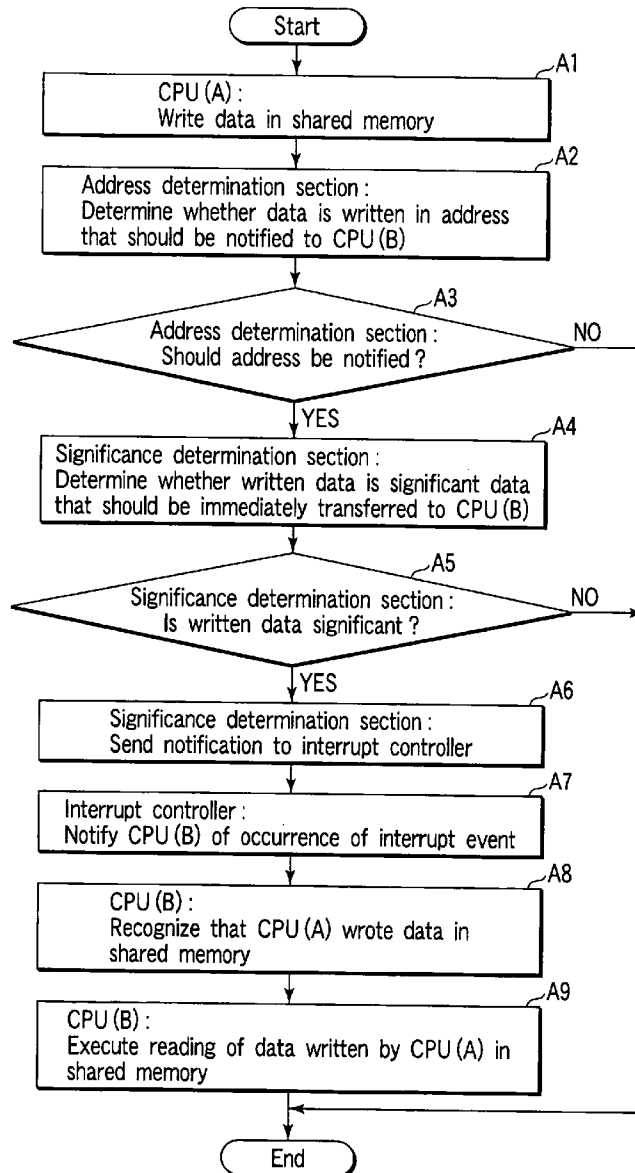 Start
A1
CPU(A):
Write data in shared memory
A2
Address determination section:
Determine whether data is written in address
that should be notified to CPU(B)
A3
Address determination section:
Should address be notified?
NO
YES
A4
Significance determination section:
Determine whether written data is significant data
that should be immediately transferred to CPU(B)
A5
Significance determination section:
Is written data significant?
NO
YES
A6
Significance determination section:
Send notification to interrupt controller
A7
Interrupt controller:
Notify CPU(B) of occurrence of interrupt event
A8
CPU(B):
Recognize that CPU(A) wrote data in
shared memory
A9
CPU(B):
Execute reading of data written by CPU(A) in
shared memory
End